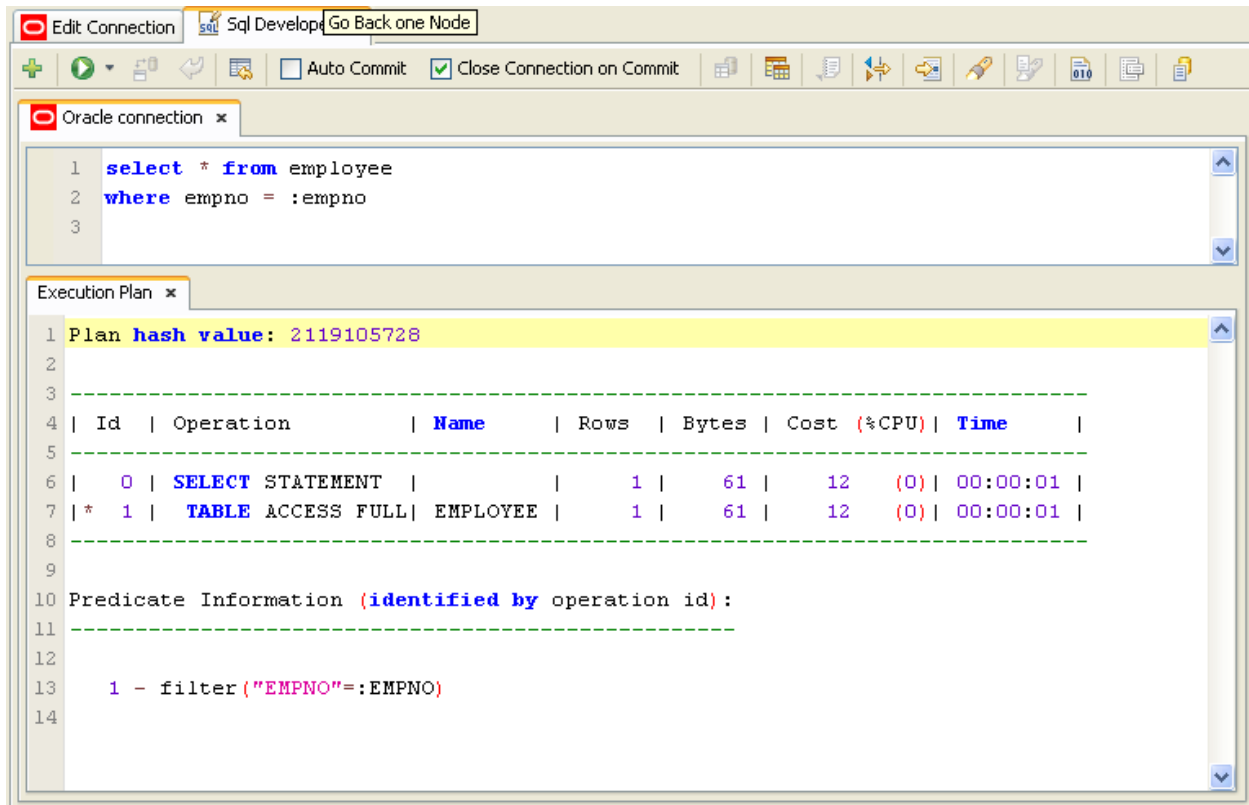 Edit Connection
Sql Develope
Go Back one Node
Auto Commit Close Connection on Commit
Oracle connection
1 select * from employee
2 where empno = :empno
3
Execution Plan
1 Plan hash value: 2119105728
2
3 -------------------------------------------------------------------------------
4 | Id | Operation | Name | Rows | Bytes | Cost (%CPU)| Time |
5 -------------------------------------------------------------------------------
6 | 0 | SELECT STATEMENT | | 1 | 61 | 12 (0)| 00:00:01 |
7 |* 1 | TABLE ACCESS FULL| EMPLOYEE | 1 | 61 | 12 (0)| 00:00:01 |
8 -------------------------------------------------------------------------------
9
10 Predicate Information (identified by operation id):
11 ---------------------------------------------------
12
13 1 - filter("EMPNO"=:EMPNO)
14